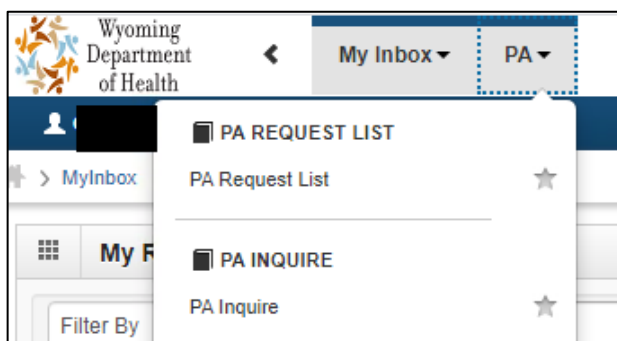 Wyoming
Department
of Health
My Inbox
PA
PA REQUEST LIST
MyInbox
PA Request List
PA INQUIRE
PA Inquire
Filter By